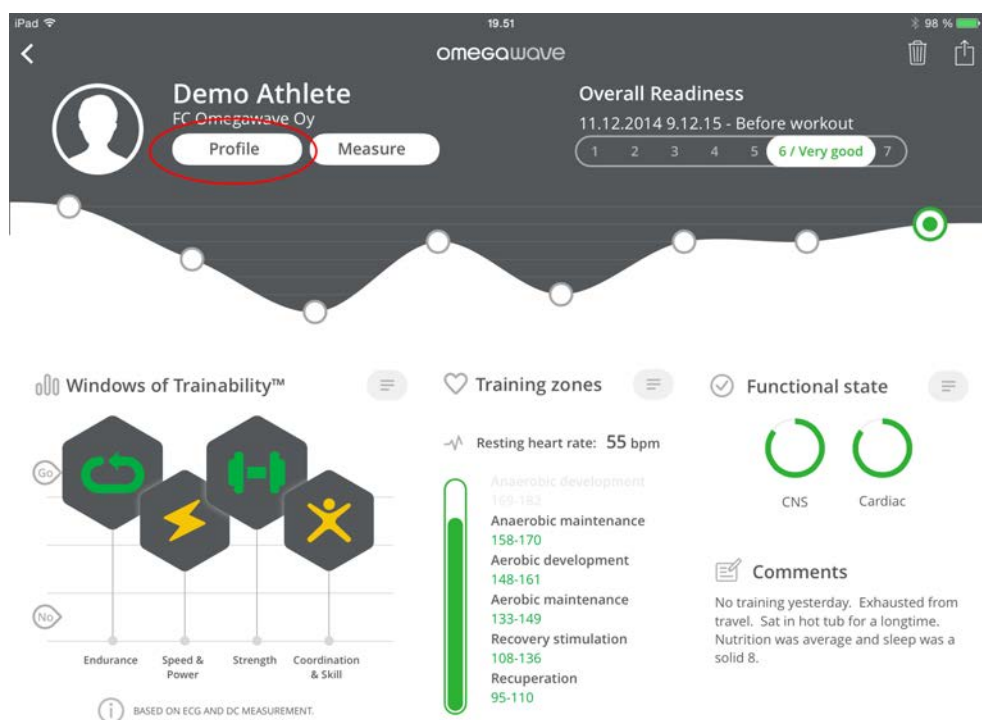 iPad 19.51 98 %
omegawave
Demo Athlete
FC Omegawave Oy
Profile Measure
Overall Readiness
11.12.2014 9.12.15 - Before workout
1 2 3 4 5 6 / Very good 7
Windows of Trainability™
Go
No
Endurance
Speed &
Power
Strength
Coordination
& Skill
BASED ON ECG AND DC MEASUREMENT.
Training zones
Resting heart rate: 55 bpm
Anaerobic development
169-182
Anaerobic maintenance
158-170
Aerobic development
148-161
Aerobic maintenance
133-149
Recovery stimulation
108-136
Recuperation
95-110
Functional state
CNS
Cardiac
Comments
No training yesterday. Exhausted from
travel. Sat in hot tub for a longtime.
Nutrition was average and sleep was a
solid 8.